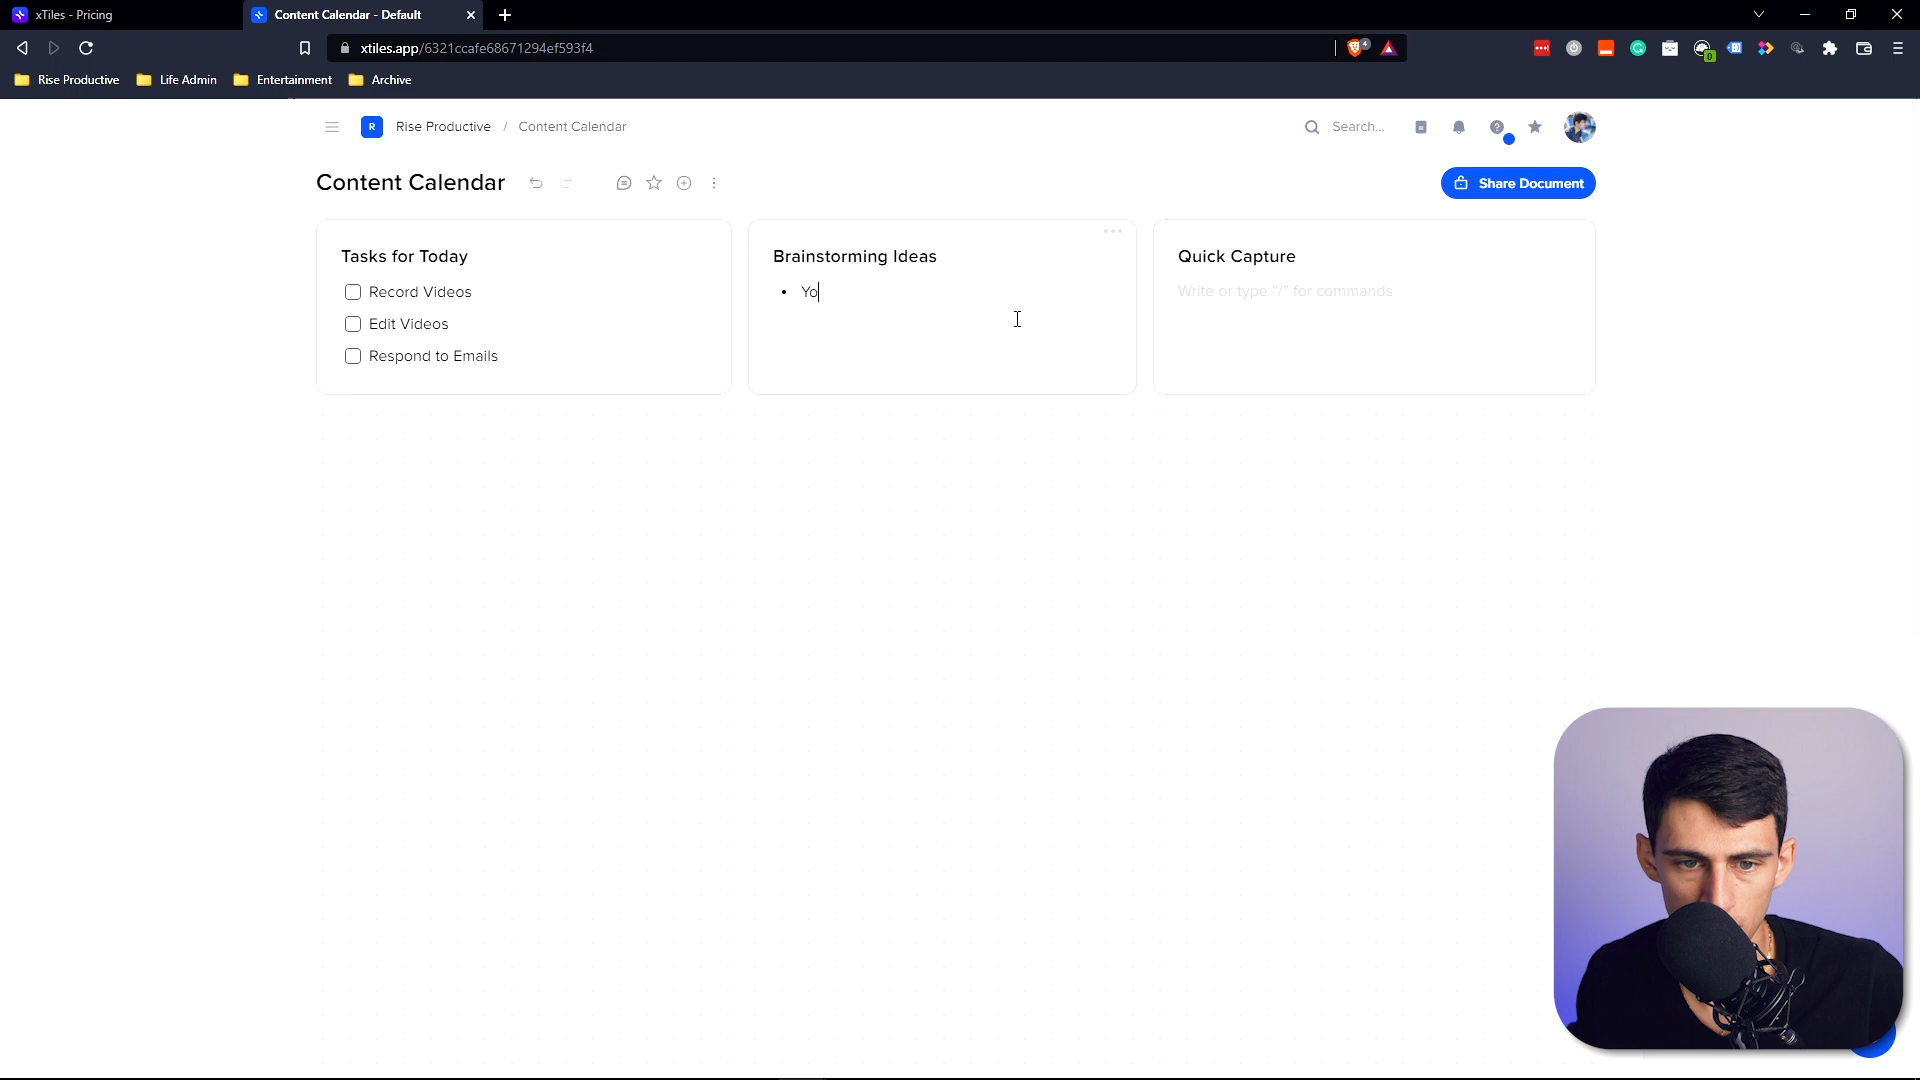 xTiles - Pricing
Content Calendar - Default
xtiles.app/6321ccafe68671294ef593f4
4
0
Rise Productive
Life Admin
Entertainment
Archive
R
Rise Productive / Content Calendar
Search...
Content Calendar
Share Document
Tasks for Today
Record Videos
Edit Videos
Respond to Emails
Brainstorming Ideas
• Yo
Quick Capture
Write or type “/” for commands